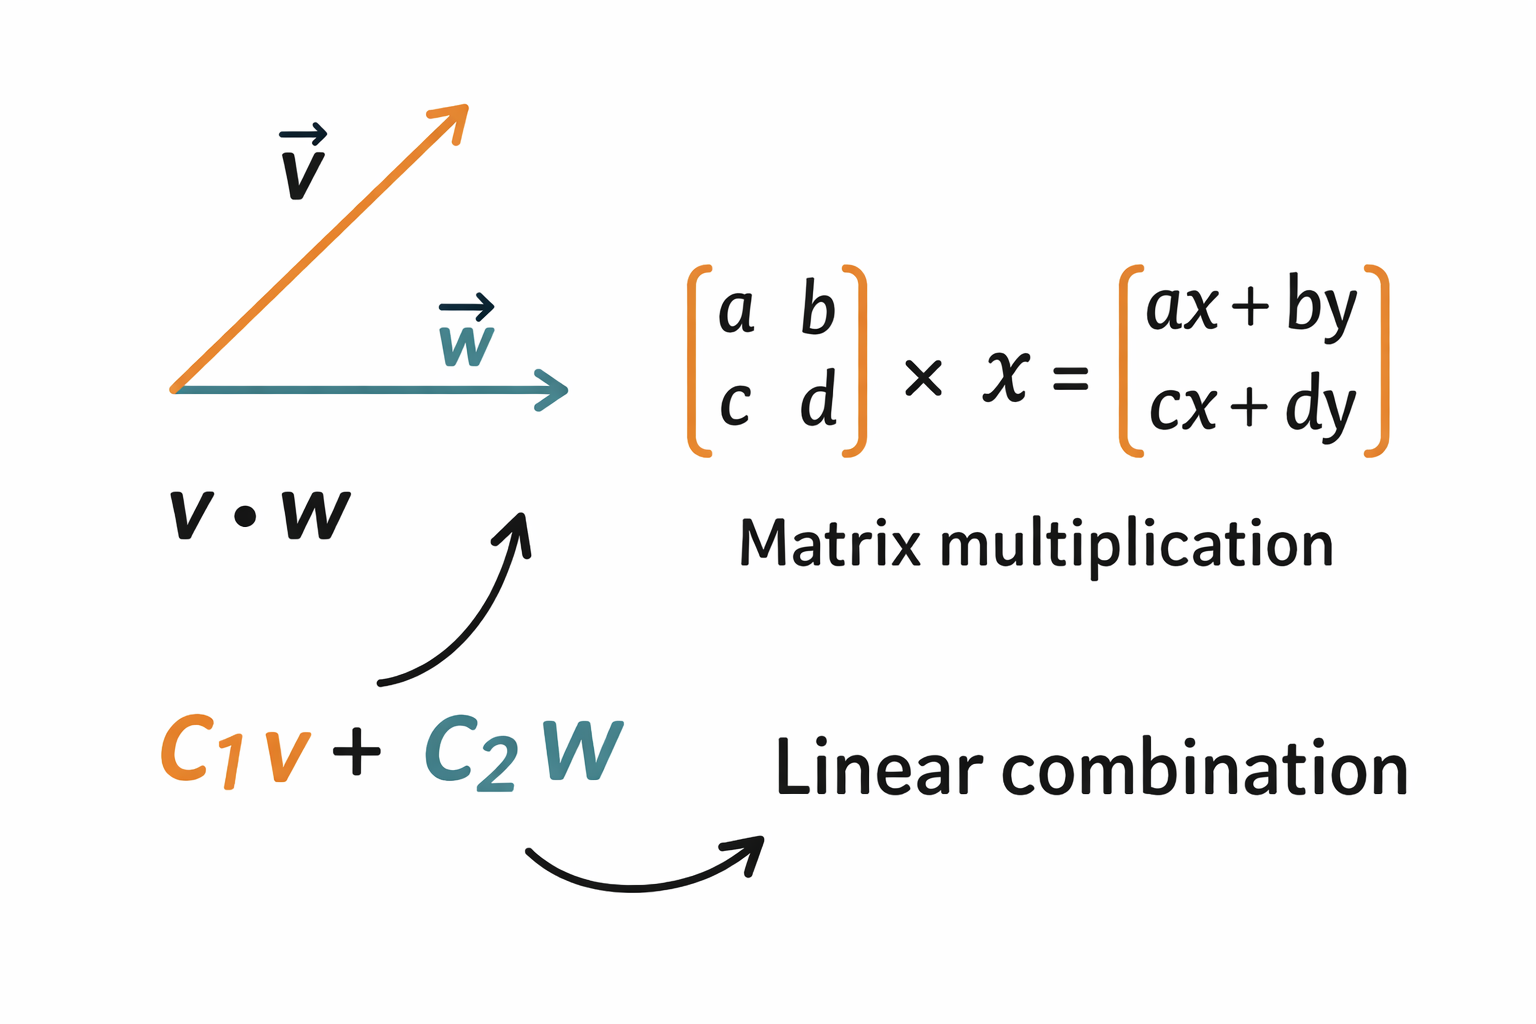 v⃗
w⃗
a b
c d
× x =
ax + by
cx + dy
v • w
Matrix multiplication
C₁ v + C₂ w
Linear combination